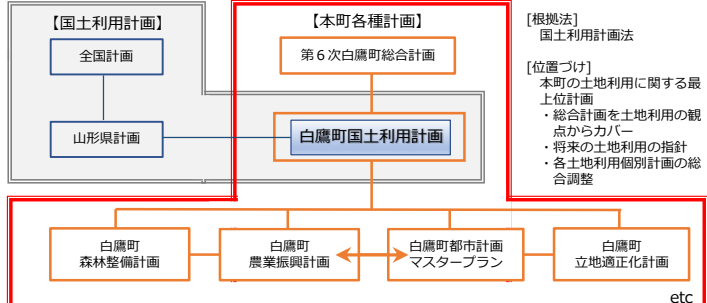 【国土利用計画】
全国計画
山形県計画
【本町各種計画】
第６次白鷹町総合計画
白鷹町国土利用計画
[根拠法]
国土利用計画法
[位置づけ]
本町の土地利用に関する最
上位計画
・総合計画を土地利用の観
点からカバー
・将来の土地利用の指針
・各土地利用個別計画の総
合調整
白鷹町
森林整備計画
白鷹町
農業振興計画
白鷹町都市計画
マスタープラン
白鷹町
立地適正化計画
etc